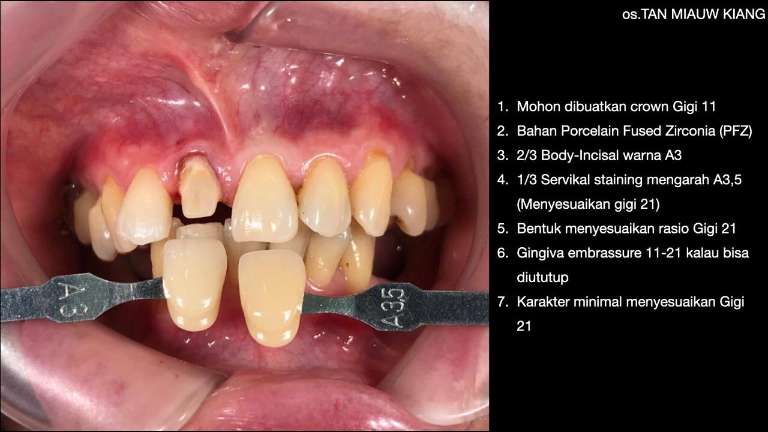 os.TAN MIAUW KIANG
1. Mohon dibuatkan crown Gigi 11
2. Bahan Porcelain Fused Zirconia (PFZ)
3. 2/3 Body-Incisal warna A3
4. 1/3 Servikal staining mengarah A3,5
(Menyesuaikan gigi 21)
5. Bentuk menyesuaikan rasio Gigi 21
6. Gingiva embrassure 11-21 kalau bisa
diututup
7. Karakter minimal menyesuaikan Gigi
21
A3
A35